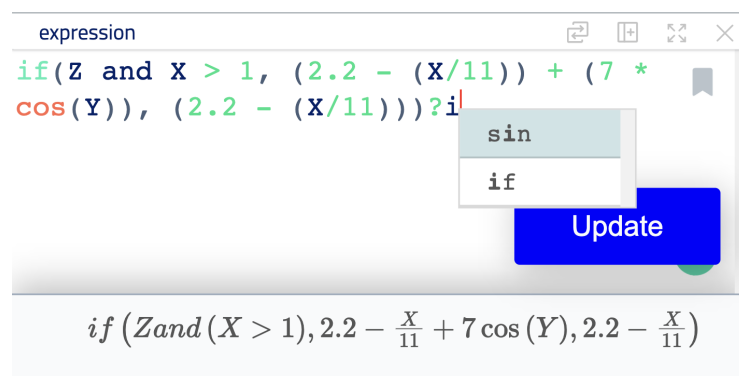 expression
if(Z and X > 1, (2.2 - (X/11)) + (7 *
cos(Y)), (2.2 - (X/11)))?i
sin
if
Update
if (Zand (X > 1), 2.2 − X/11 + 7 cos (Y), 2.2 − X/11)